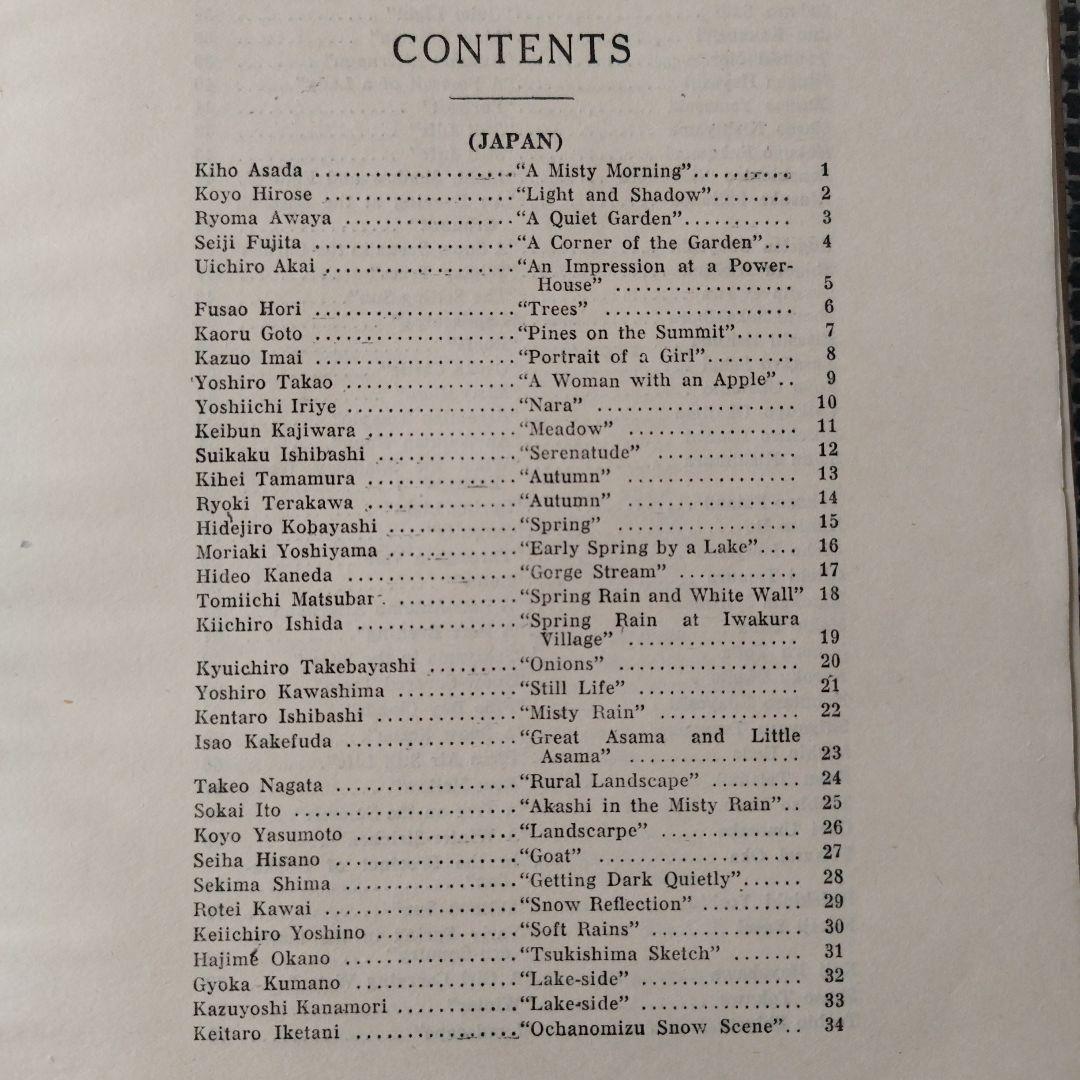 CONTENTS
(JAPAN)
Kiho Asada ...................."A Misty Morning".......... 1
Koyo Hirose ..................."Light and Shadow"........ 2
Ryoma Awaya ................."A Quiet Garden"........... 3
Seiji Fujita ...................."A Corner of the Garden"... 4
Uichiro Akai ..................."An Impression at a Power-
House" .................. 5
Fusao Hori ...................."Trees" ................... 6
Kaoru Goto ...................."Pines on the Summit"...... 7
Kazuo Imai ...................."Portrait of a Girl"......... 8
Yoshiro Takao ................."A Woman with an Apple".. 9
Yoshiichi Iriye ................."Nara" .................... 10
Keibun Kajiwara ..............."Meadow" ................. 11
Suikaku Ishibashi .............."Serenatude" .............. 12
Kihei Tamamura ..............."Autumn" ................. 13
Ryoki Terakawa ..............."Autumn" ................. 14
Hidejiro Kobayashi ............."Spring" .................. 15
Moriaki Yoshiyama ............."Early Spring by a Lake".... 16
Hideo Kaneda ................."Gorge Stream" ............ 17
Tomiichi Matsubar ............"Spring Rain and White Wall" 18
Kiichiro Ishida ................"Spring Rain at Iwakura
Village" ................. 19
Kyuichiro Takebayashi ........."Onions" .................. 20
Yoshiro Kawashima ............"Still Life" ................ 21
Kentaro Ishibashi .............."Misty Rain" .............. 22
Isao Kakefuda ................."Great Asama and Little
Asama" ................. 23
Takeo Nagata .................."Rural Landscape" ......... 24
Sokai Ito ......................"Akashi in the Misty Rain".. 25
Koyo Yasumoto ................"Landscarpe" .............. 26
Seiha Hisano .................."Goat" .................... 27
Sekima Shima ................."Getting Dark Quietly"...... 28
Rotei Kawai ..................."Snow Reflection" .......... 29
Keiichiro Yoshino .............."Soft Rains" ............... 30
Hajime Okano ................."Tsukishima Sketch" ....... 31
Gyoka Kumano ................"Lake-side" ................ 32
Kazuyoshi Kanamori ............."Lake-side" ................ 33
Keitaro Iketani ................"Ochanomizu Snow Scene".. 34